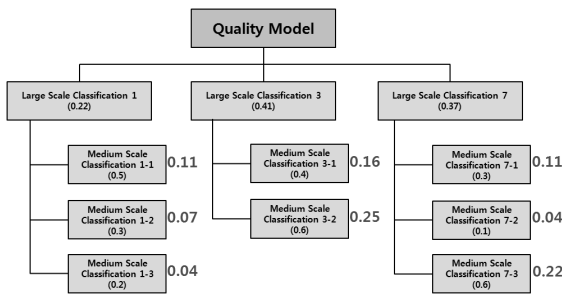 Quality Model
Large Scale Classification 1
(0.22)
Large Scale Classification 3
(0.41)
Large Scale Classification 7
(0.37)
Medium Scale
Classification 1-1
(0.5)
0.11
Medium Scale
Classification 3-1
(0.4)
0.16
Medium Scale
Classification 7-1
(0.3)
0.11
Medium Scale
Classification 1-2
(0.3)
0.07
Medium Scale
Classification 3-2
(0.6)
0.25
Medium Scale
Classification 7-2
(0.1)
0.04
Medium Scale
Classification 1-3
(0.2)
0.04
Medium Scale
Classification 7-3
(0.6)
0.22